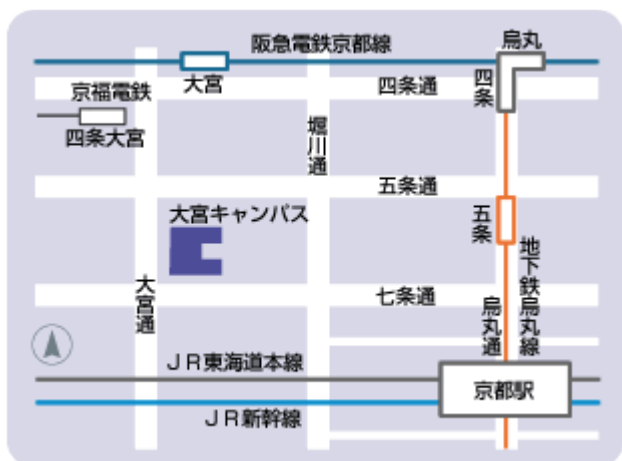 阪急電鉄京都線
烏丸
大宮
四条通
四条
京福電鉄
四条大宮
堀川通
五条通
五条
大宮キャンパス
大宮通
七条通
烏丸通
地下鉄烏丸線
ＪＲ東海道本線
京都駅
ＪＲ新幹線